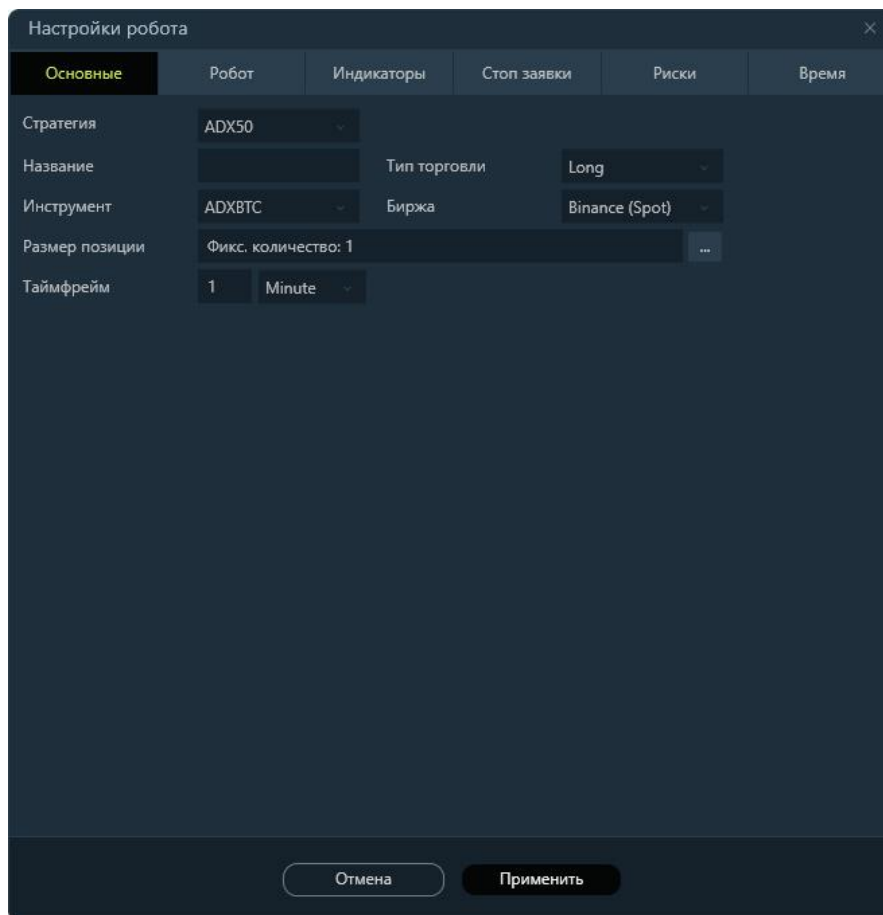 Настройки робота
Основные Робот Индикаторы Стоп заявки Риски Время
Стратегия ADX50
Название Тип торговли Long
Инструмент ADXBTC Биржа Binance (Spot)
Размер позиции Фикс. количество: 1 ...
Таймфрейм 1 Minute
Отмена Применить